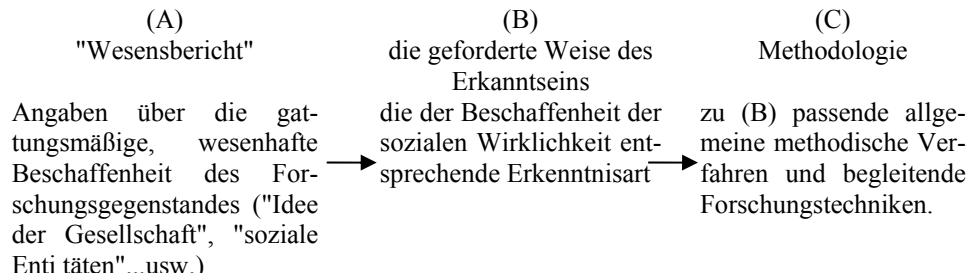 (A)
"Wesensbericht"
Angaben über die gat-
tungsmäßige, wesenhafte
Beschaffenheit des For-
schungsgegenstandes ("Idee
der Gesellschaft", "soziale
Enti täten"...usw.)
(B)
die geforderte Weise des
Erkanntseins
die der Beschaffenheit der
sozialen Wirklichkeit ent-
sprechende Erkenntnisart
(C)
Methodologie
zu (B) passende allge-
meine methodische Ver-
fahren und begleitende
Forschungstechniken.